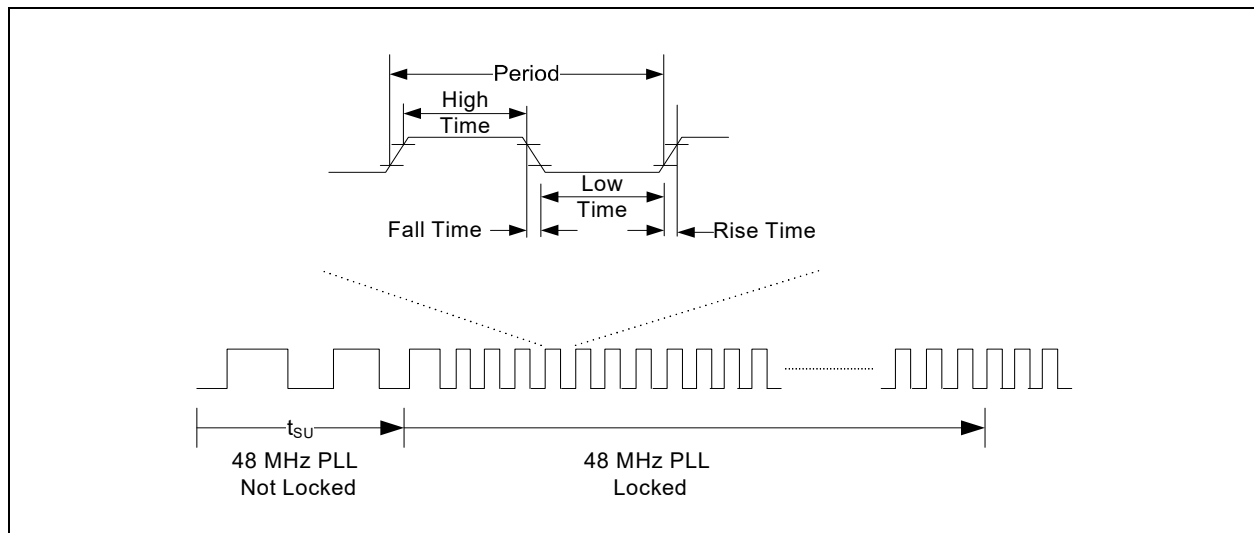 Period
High
Time
Low
Time
Fall Time
Rise Time
tSU
48 MHz PLL
Not Locked
48 MHz PLL
Locked